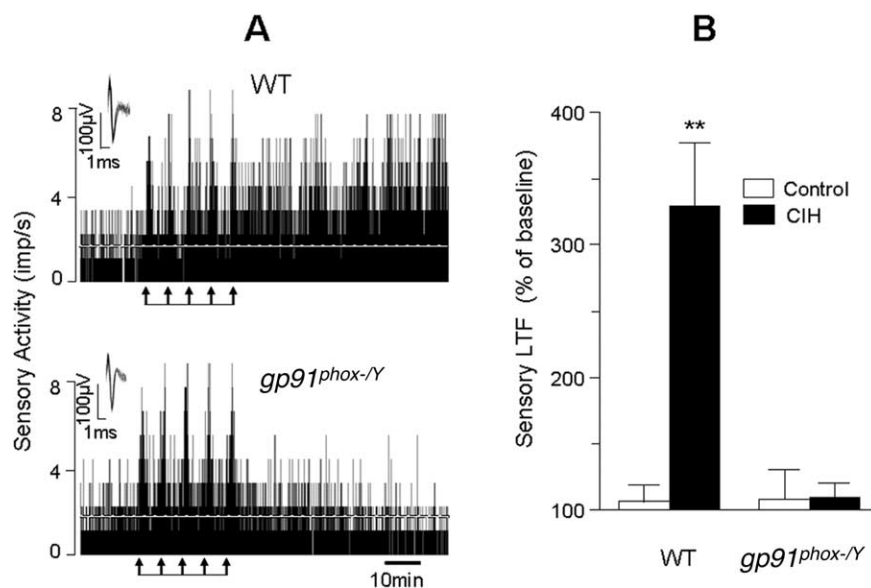 A
WT
8
4
0
100µV
1ms
Sensory Activity (imp/s)
gp91phox-/Y
8
4
0
100µV
1ms
10min
B
400
350
200
100
Sensory LTF (% of baseline)
**
Control
CIH
WT
gp91phox-/Y